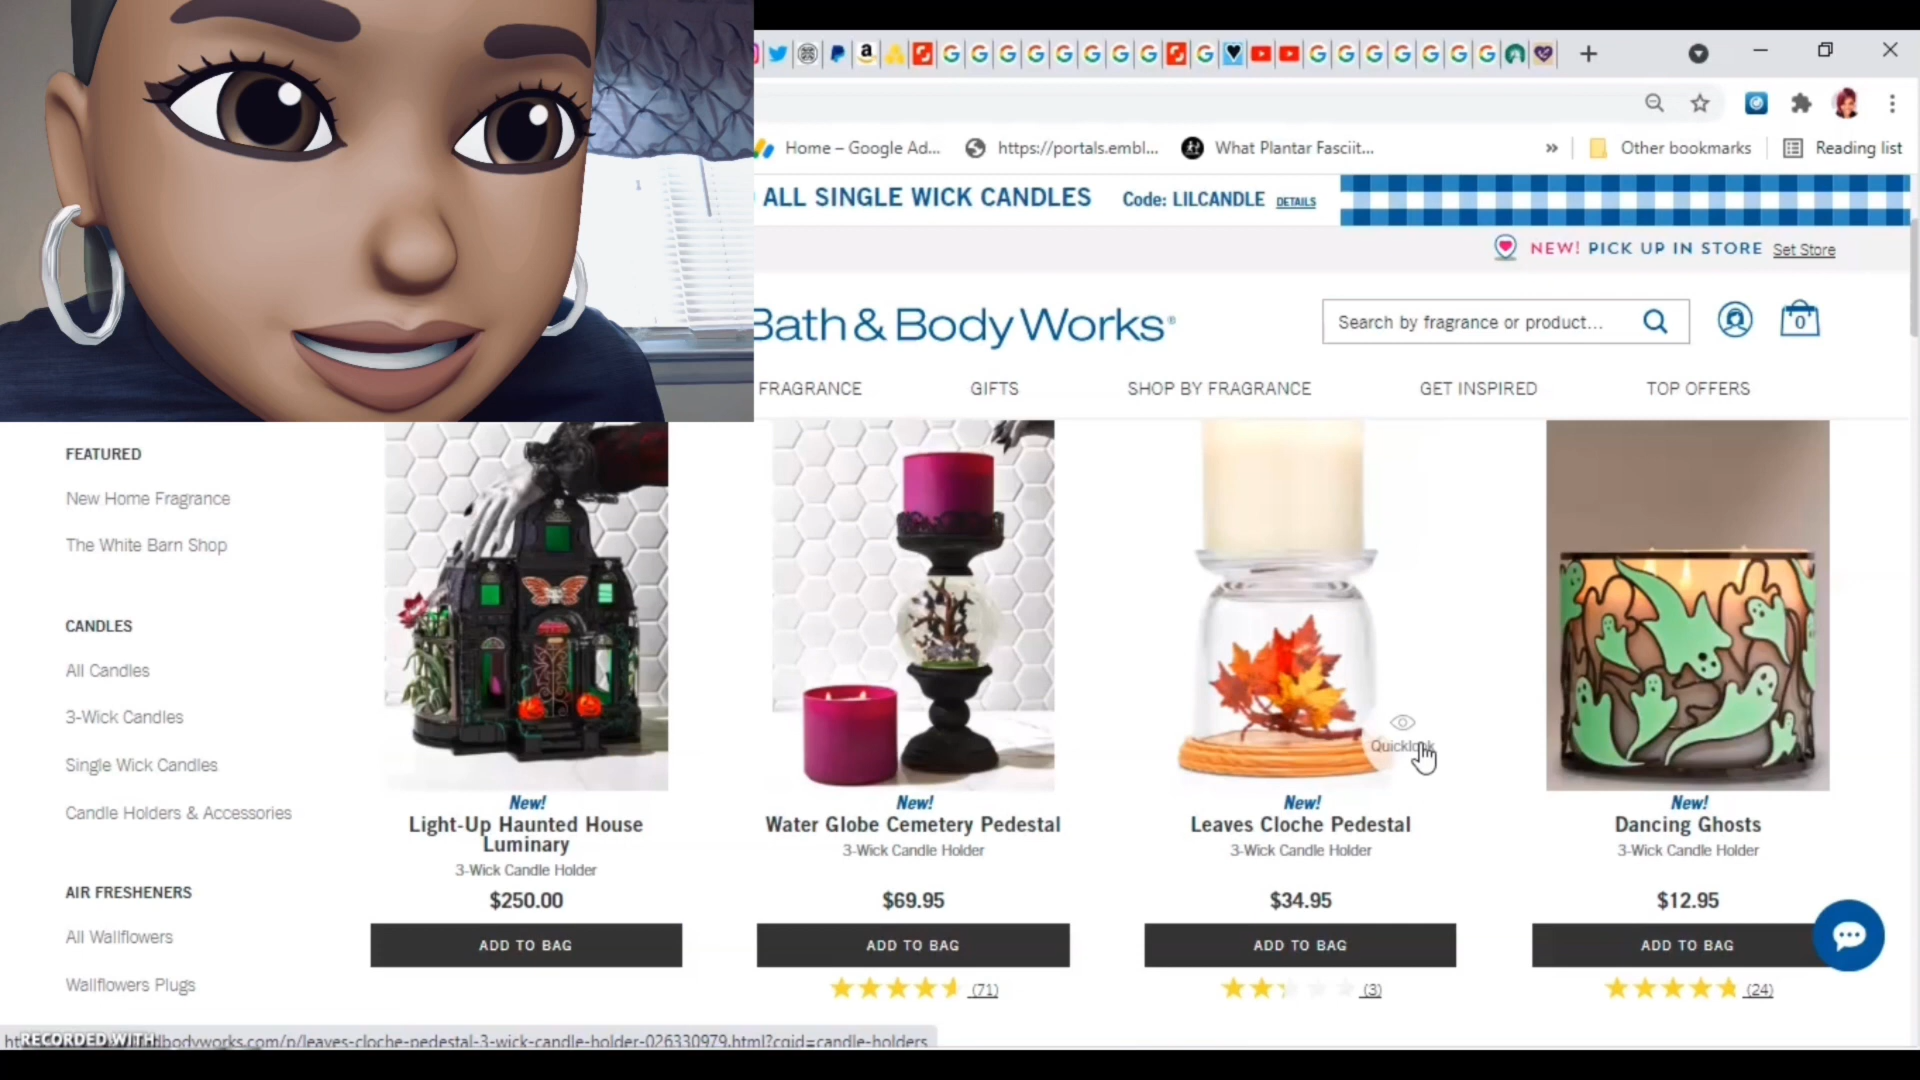 Home – Google Ad...
https://portals.embl...
What Plantar Fasciit...
»
Other bookmarks
Reading list
ALL SINGLE WICK CANDLES Code: LILCANDLE DETAILS
NEW! PICK UP IN STORE Set Store
Bath & Body Works®
Search by fragrance or product...
0
FRAGRANCE
GIFTS
SHOP BY FRAGRANCE
GET INSPIRED
TOP OFFERS
FEATURED
New Home Fragrance
The White Barn Shop
CANDLES
All Candles
3-Wick Candles
Single Wick Candles
Candle Holders & Accessories
AIR FRESHENERS
All Wallflowers
Wallflowers Plugs
New!
Light-Up Haunted House
Luminary
3-Wick Candle Holder
$250.00
ADD TO BAG
New!
Water Globe Cemetery Pedestal
3-Wick Candle Holder
$69.95
ADD TO BAG
(71)
Quicklook
New!
Leaves Cloche Pedestal
3-Wick Candle Holder
$34.95
ADD TO BAG
(3)
New!
Dancing Ghosts
3-Wick Candle Holder
$12.95
ADD TO BAG
(24)
RECORDED WITH
bodyworks.com/p/leaves-cloche-pedestal-3-wick-candle-holder-026330979.html?cgid=candle-holders